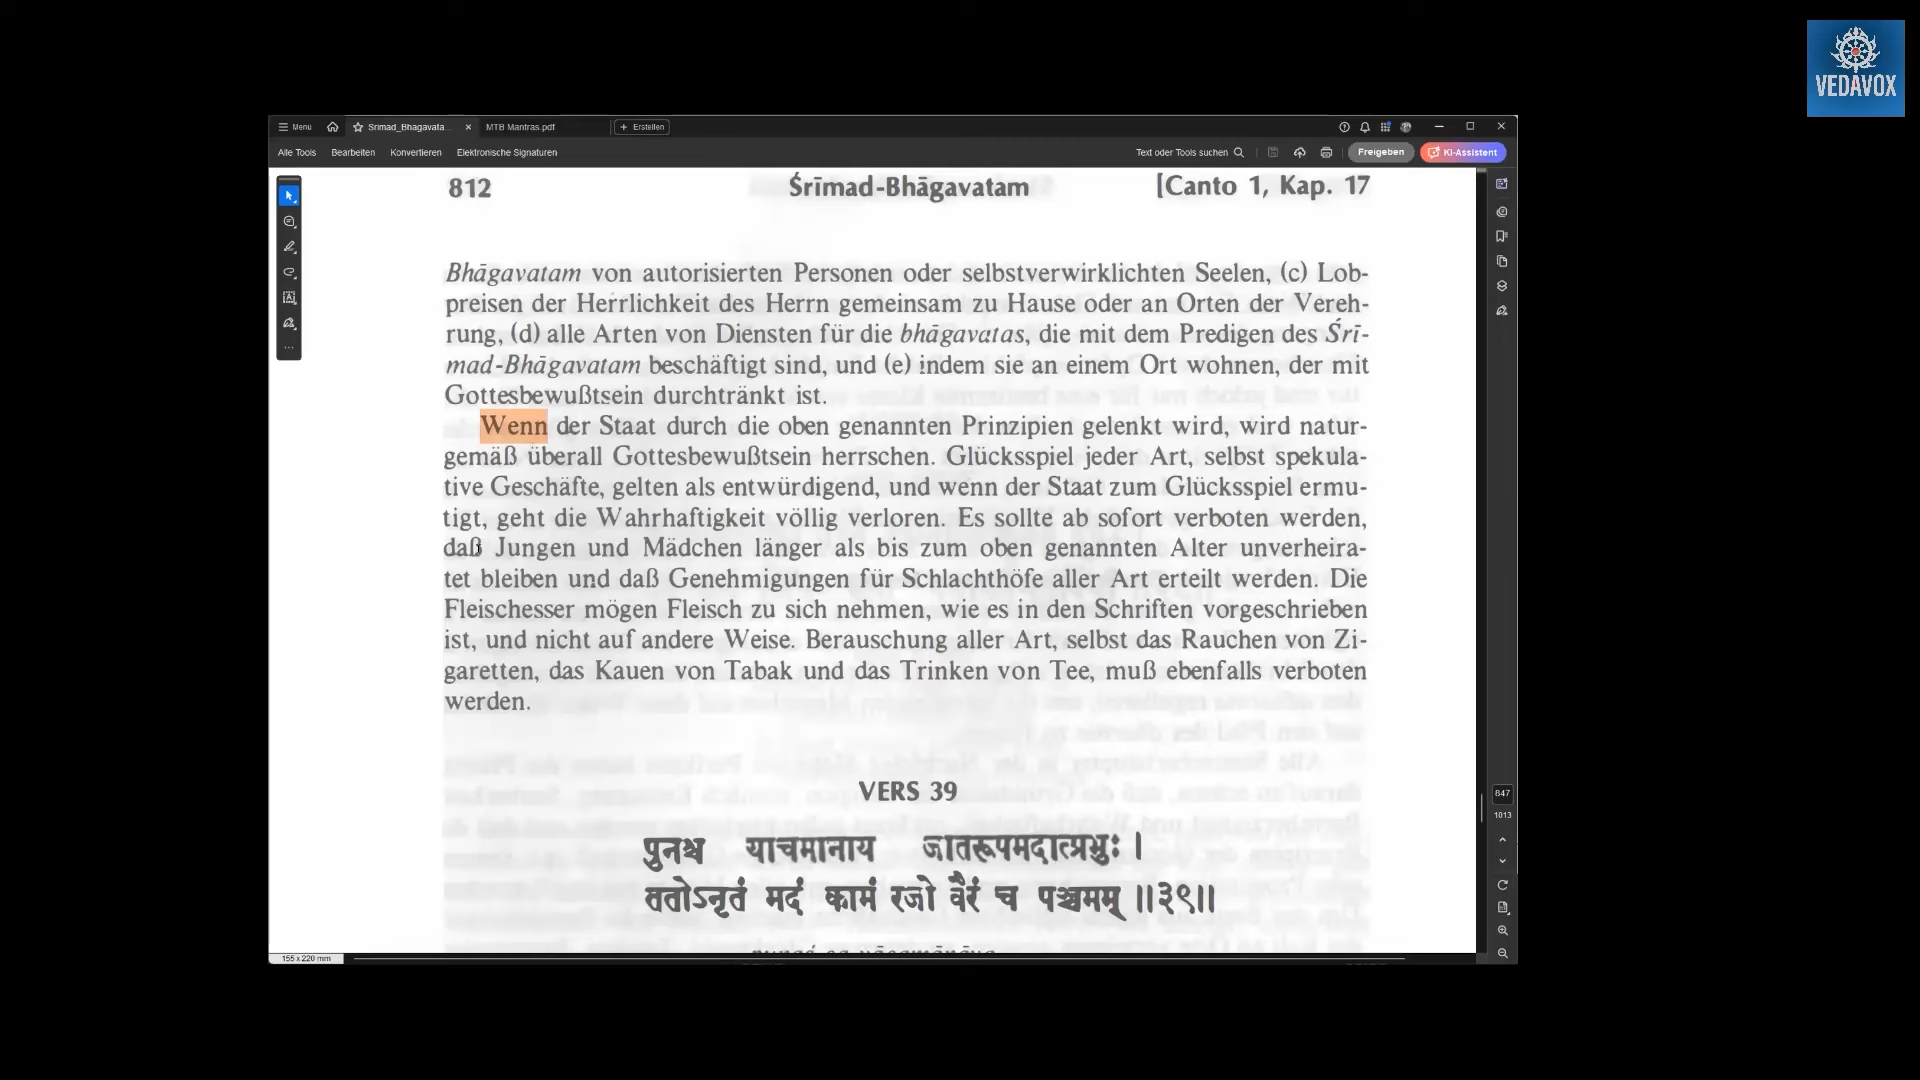 VEDAVOX
Menü
Srimad_Bhagavata...
MTB Mantras.pdf
Erstellen
Alle Tools
Bearbeiten
Konvertieren
Elektronische Signaturen
Text oder Tools suchen
Freigeben
KI-Assistent
812
Śrīmad-Bhāgavatam
[Canto 1, Kap. 17
Bhāgavatam von autorisierten Personen oder selbstverwirklichten Seelen, (c) Lob-
preisen der Herrlichkeit des Herrn gemeinsam zu Hause oder an Orten der Vereh-
rung, (d) alle Arten von Diensten für die bhāgavatas, die mit dem Predigen des Śrī-
mad-Bhāgavatam beschäftigt sind, und (e) indem sie an einem Ort wohnen, der mit
Gottesbewußtsein durchtränkt ist.
Wenn der Staat durch die oben genannten Prinzipien gelenkt wird, wird natur-
gemäß überall Gottesbewußtsein herrschen. Glücksspiel jeder Art, selbst spekula-
tive Geschäfte, gelten als entwürdigend, und wenn der Staat zum Glücksspiel ermu-
tigt, geht die Wahrhaftigkeit völlig verloren. Es sollte ab sofort verboten werden,
daß Jungen und Mädchen länger als bis zum oben genannten Alter unverheira-
tet bleiben und daß Genehmigungen für Schlachthöfe aller Art erteilt werden. Die
Fleischesser mögen Fleisch zu sich nehmen, wie es in den Schriften vorgeschrieben
ist, und nicht auf andere Weise. Berauschung aller Art, selbst das Rauchen von Zi-
garetten, das Kauen von Tabak und das Trinken von Tee, muß ebenfalls verboten
werden.
VERS 39
पुनश्च याचमानाय जातरूपमदात्प्रभुः ।
ततोऽनृतं मदं कामं रजो वैरं च पञ्चमम् ॥३९॥
847
1013
155 x 220 mm